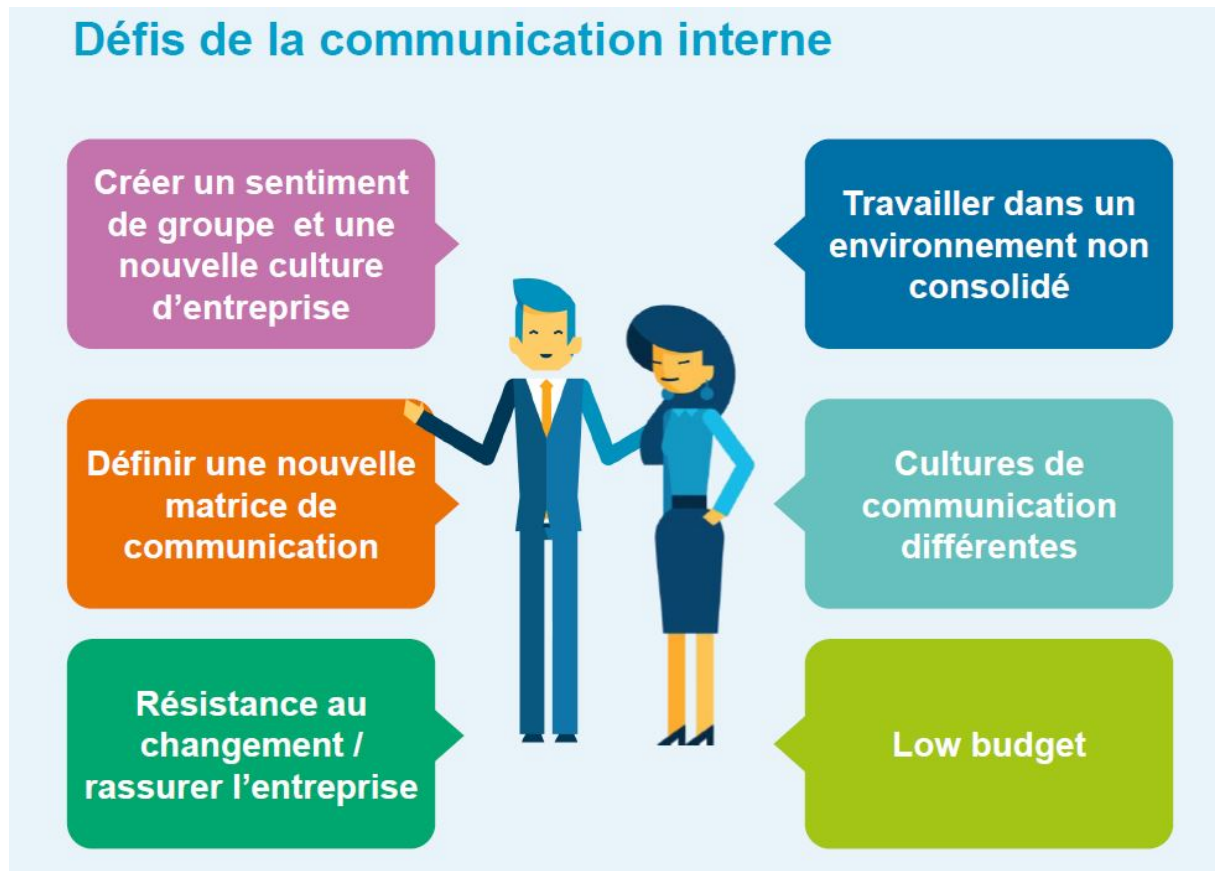 Défis de la communication interne
Créer un sentiment
de groupe et une
nouvelle culture
d'entreprise
Travailler dans un
environnement non
consolidé
Définir une nouvelle
matrice de
communication
Cultures de
communication
différentes
Résistance au
changement /
rassurer l'entreprise
Low budget